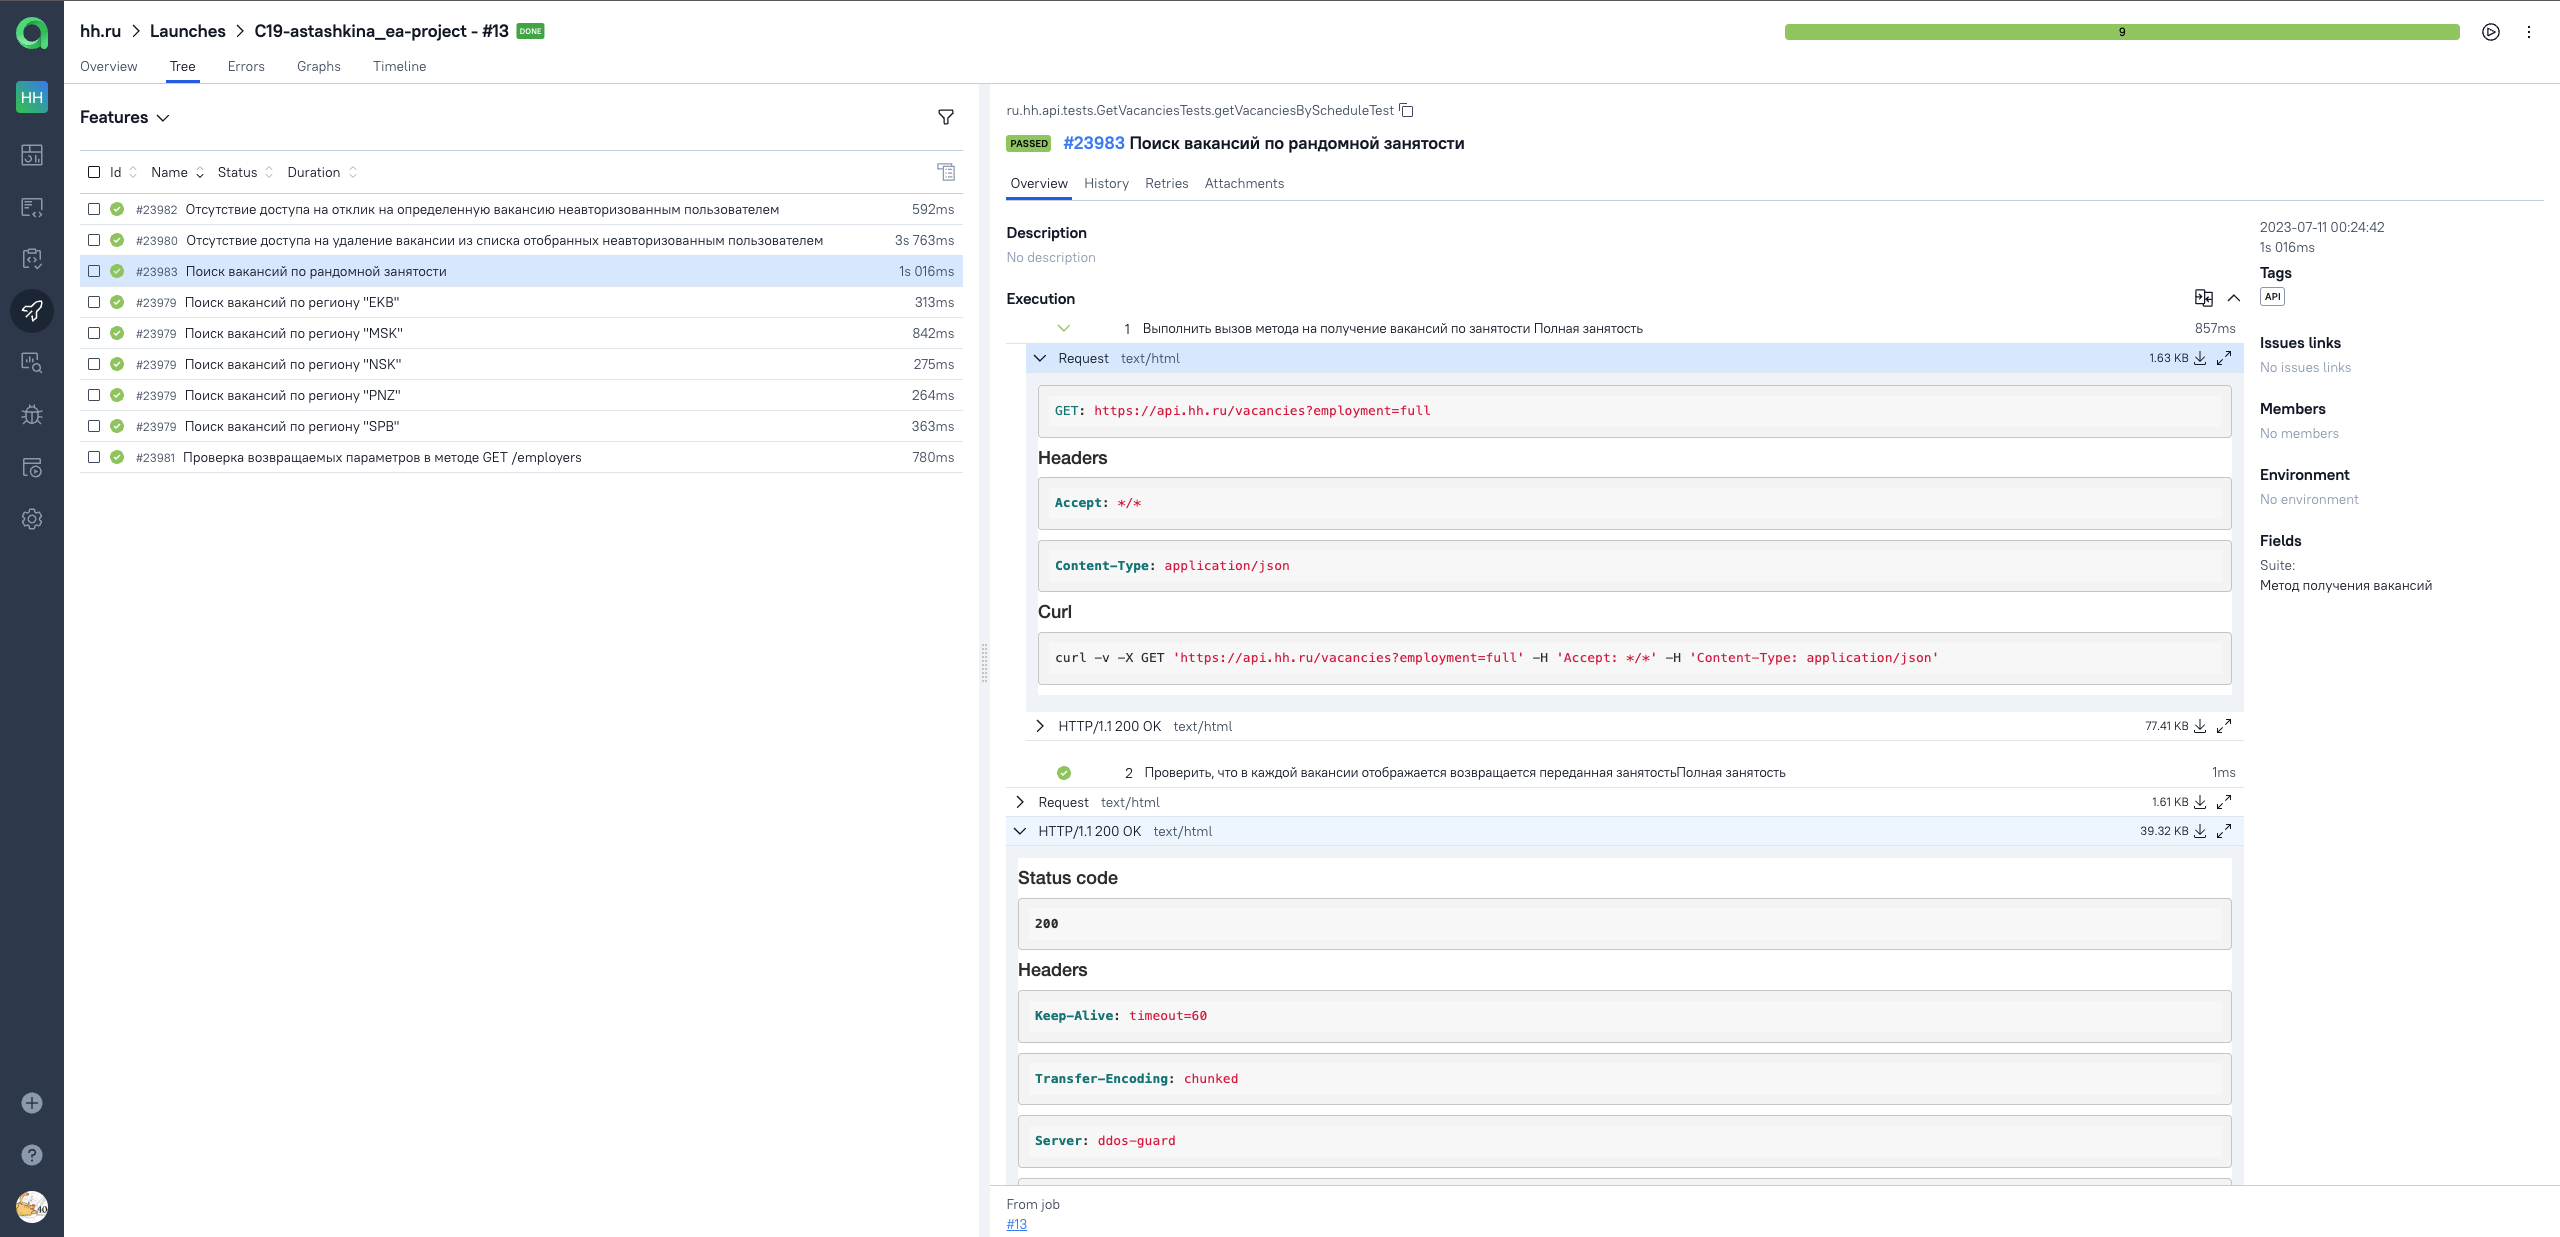 hh.ru > Launches > C19-astashkina_ea-project - #13 DONE
9
Overview Tree Errors Graphs Timeline
HH
Features
Id Name Status Duration
#23982 Отсутствие доступа на отклик на определенную вакансию неавторизованным пользователем 592ms
#23980 Отсутствие доступа на удаление вакансии из списка отобранных неавторизованным пользователем 3s 763ms
#23983 Поиск вакансий по рандомной занятости 1s 016ms
#23979 Поиск вакансий по региону "EKB" 313ms
#23979 Поиск вакансий по региону "MSK" 842ms
#23979 Поиск вакансий по региону "NSK" 275ms
#23979 Поиск вакансий по региону "PNZ" 264ms
#23979 Поиск вакансий по региону "SPB" 363ms
#23981 Проверка возвращаемых параметров в методе GET /employers 780ms
ru.hh.api.tests.GetVacanciesTests.getVacanciesByScheduleTest
PASSED #23983 Поиск вакансий по рандомной занятости
Overview History Retries Attachments
Description
No description
Execution
1 Выполнить вызов метода на получение вакансий по занятости Полная занятость 857ms
Request text/html 1.63 KB
GET: https://api.hh.ru/vacancies?employment=full
Headers
Accept: */*
Content-Type: application/json
Curl
curl -v -X GET 'https://api.hh.ru/vacancies?employment=full' -H 'Accept: */*' -H 'Content-Type: application/json'
HTTP/1.1 200 OK text/html 77.41 KB
2 Проверить, что в каждой вакансии отображается возвращается переданная занятостьПолная занятость 1ms
Request text/html 1.61 KB
HTTP/1.1 200 OK text/html 39.32 KB
Status code
200
Headers
Keep-Alive: timeout=60
Transfer-Encoding: chunked
Server: ddos-guard
From job
#13
2023-07-11 00:24:42
1s 016ms
Tags
API
Issues links
No issues links
Members
No members
Environment
No environment
Fields
Suite:
Метод получения вакансий